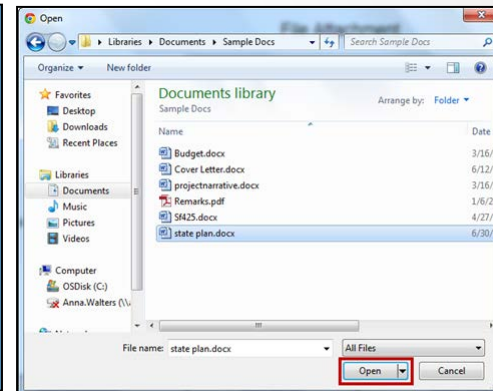 Open
File Attachment
Libraries Documents Sample Docs Search Sample Docs
Organize New folder
Favorites
Desktop
Downloads
Recent Places
Libraries
Documents
Music
Pictures
Videos
Computer
OSDisk (C:)
Anna.Walters (\\
Documents library
Sample Docs
Arrange by: Folder
Name Date
Budget.docx 3/16/
Cover Letter.docx 6/12/
projectnarrative.docx 3/16/
Remarks.pdf 1/6/2
Sf425.docx 4/27/
state plan.docx 6/30/
File name: state plan.docx All Files
Open Cancel